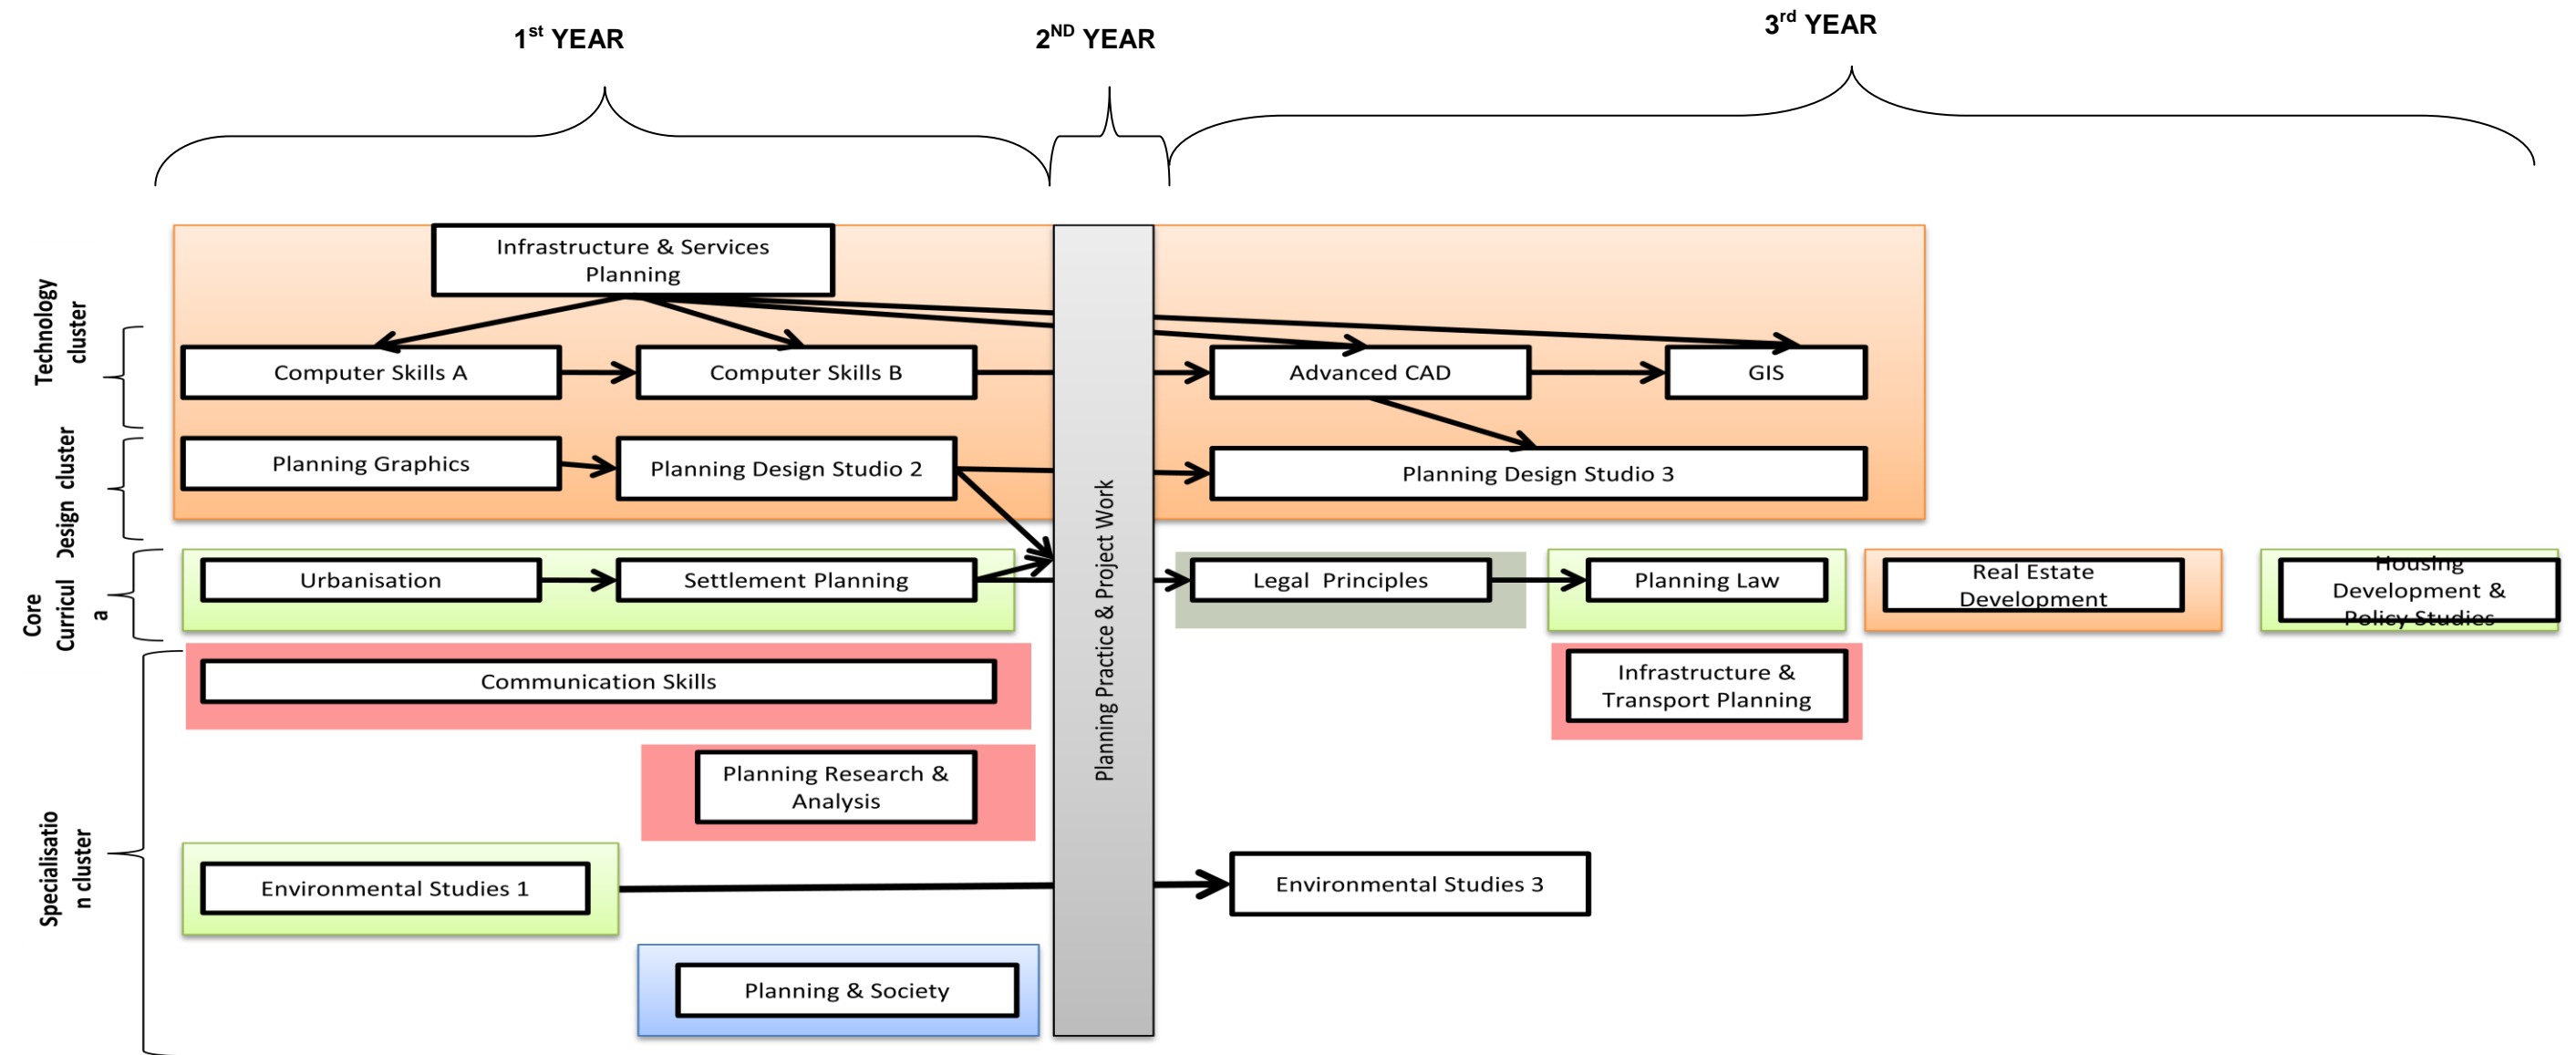 1st YEAR
2ND YEAR
3rd YEAR
Technology
cluster
Infrastructure & Services
Planning
Computer Skills A
Computer Skills B
Advanced CAD
GIS
Design cluster
Planning Graphics
Planning Design Studio 2
Planning Design Studio 3
Planning Practice & Project Work
Core
Curricul
a
Urbanisation
Settlement Planning
Legal Principles
Planning Law
Real Estate
Development
Housing
Development &
Policy Studies
Specialisatio
n cluster
Communication Skills
Infrastructure &
Transport Planning
Planning Research &
Analysis
Environmental Studies 1
Environmental Studies 3
Planning & Society